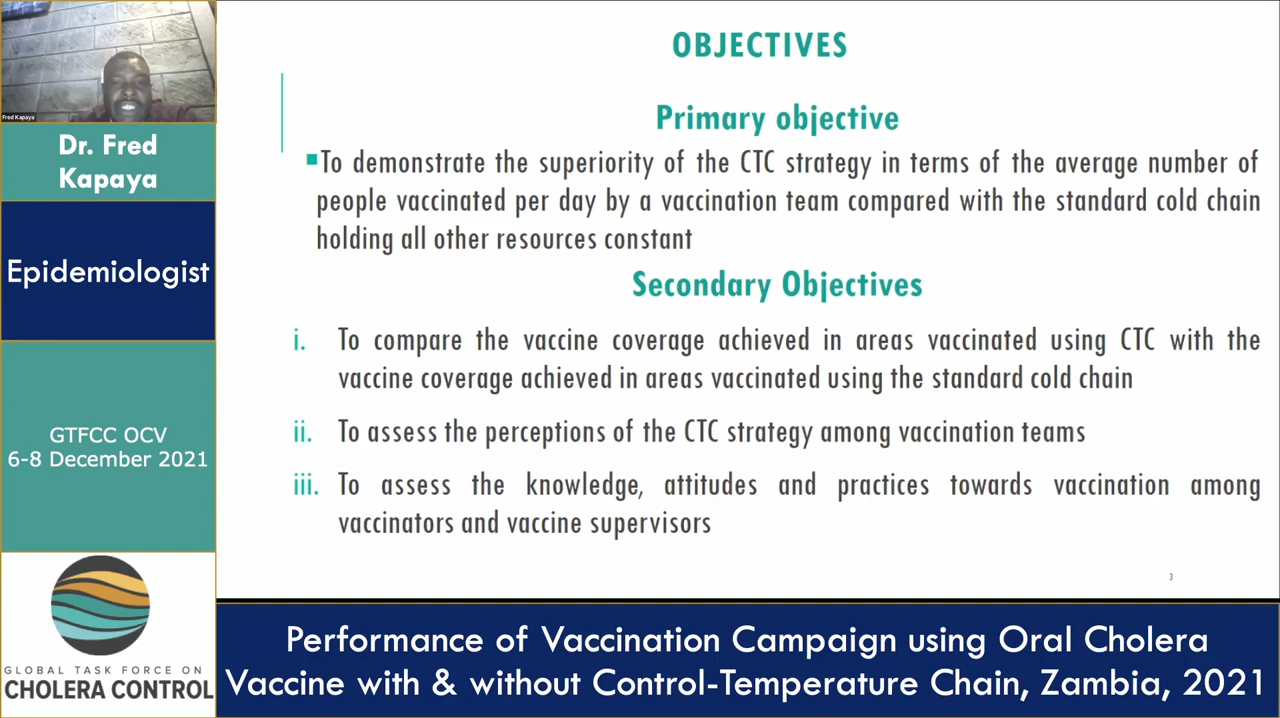 Fred Kapaya
Dr. Fred
Kapaya
Epidemiologist
GTFCC OCV
6-8 December 2021
GLOBAL TASK FORCE ON
CHOLERA CONTROL
OBJECTIVES
Primary objective
▪To demonstrate the superiority of the CTC strategy in terms of the average number of
people vaccinated per day by a vaccination team compared with the standard cold chain
holding all other resources constant
Secondary Objectives
i. To compare the vaccine coverage achieved in areas vaccinated using CTC with the
vaccine coverage achieved in areas vaccinated using the standard cold chain
ii. To assess the perceptions of the CTC strategy among vaccination teams
iii. To assess the knowledge, attitudes and practices towards vaccination among
vaccinators and vaccine supervisors
3
Performance of Vaccination Campaign using Oral Cholera
Vaccine with & without Control-Temperature Chain, Zambia, 2021